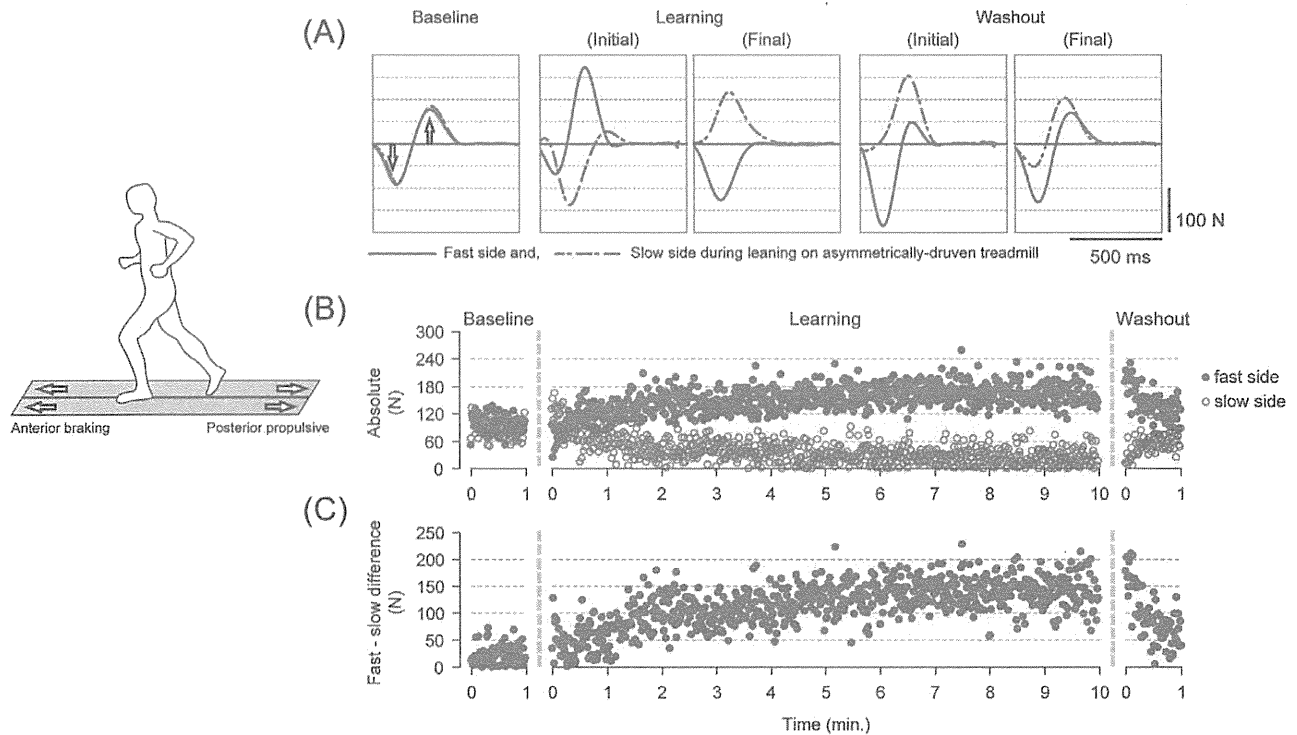 (A)
Baseline
Learning
Washout
(Initial)
(Final)
(Initial)
(Final)
100 N
500 ms
Fast side and,
Slow side during leaning on asymmetrically-druven treadmill
Anterior braking
Posterior propulsive
(B)
Baseline
Learning
Washout
Absolute
(N)
300
240
180
120
60
0
0 1
0 1 2 3 4 5 6 7 8 9 10
0 1
fast side
slow side
(C)
Fast - slow difference
(N)
250
200
150
100
50
0
0 1
0 1 2 3 4 5 6 7 8 9 10
0 1
Time (min.)